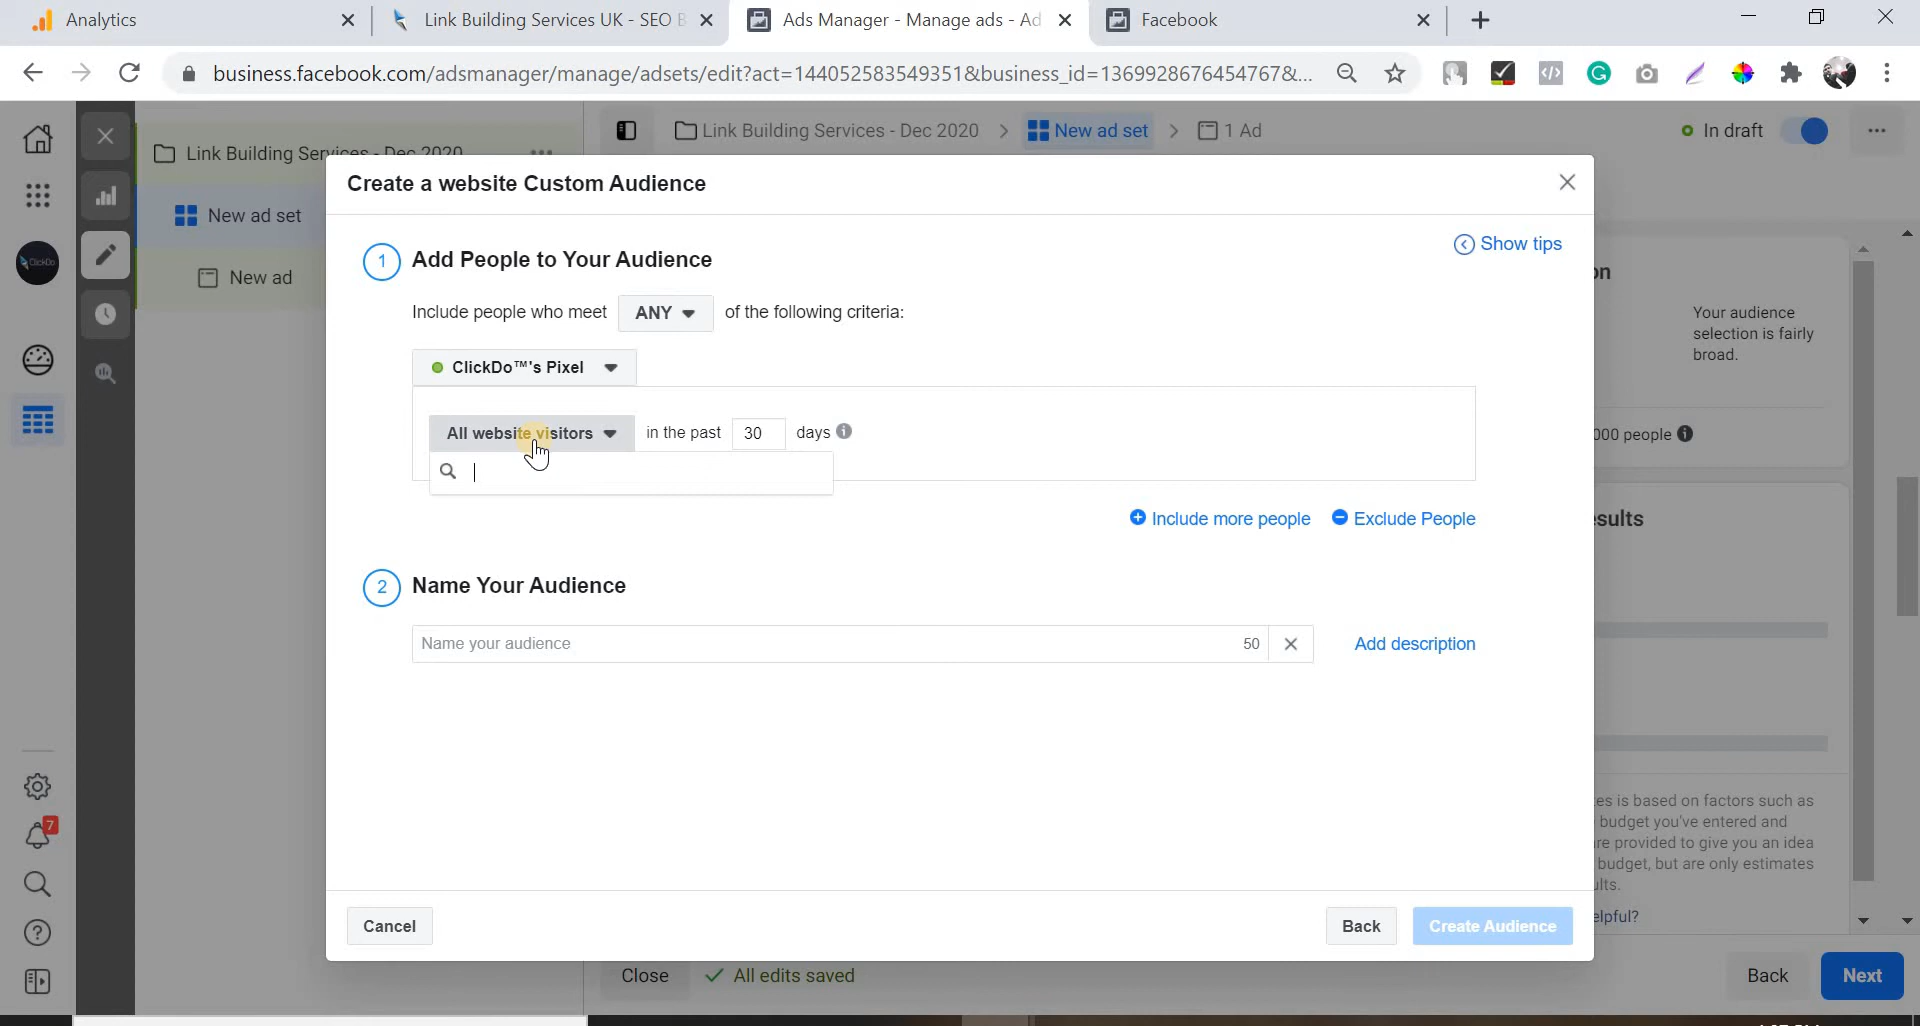 Analytics
Link Building Services UK - SEO B
Ads Manager - Manage ads - Ad
Facebook
business.facebook.com/adsmanager/manage/adsets/edit?act=144052583549351&business_id=1369928676454767&...
Link Building Services - Dec 2020
New ad set
1 Ad
In draft
Link Building Services - Dec 2020
New ad set
New ad
ClickDo
Create a website Custom Audience
Show tips
1 Add People to Your Audience
Include people who meet ANY of the following criteria:
ClickDo™'s Pixel
All website visitors in the past 30 days
Include more people Exclude People
2 Name Your Audience
Name your audience 50 Add description
Cancel Back Create Audience
on
Your audience
selection is fairly
broad.
000 people
esults
es is based on factors such as
budget you've entered and
re provided to give you an idea
budget, but are only estimates
ults.
elpful?
7
Close All edits saved Back Next